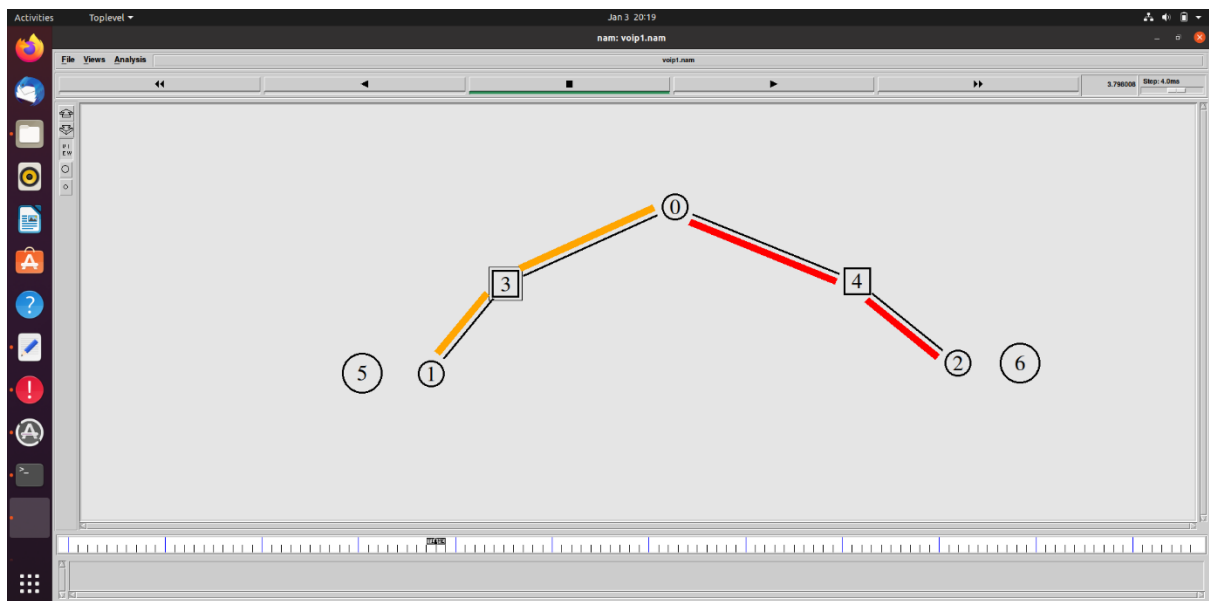 Activities Toplevel Jan 3 20:19
nam: voip1.nam
File Views Analysis voip1.nam
3.798008 Step: 4.0ms
0
3 4
5 1 2 6